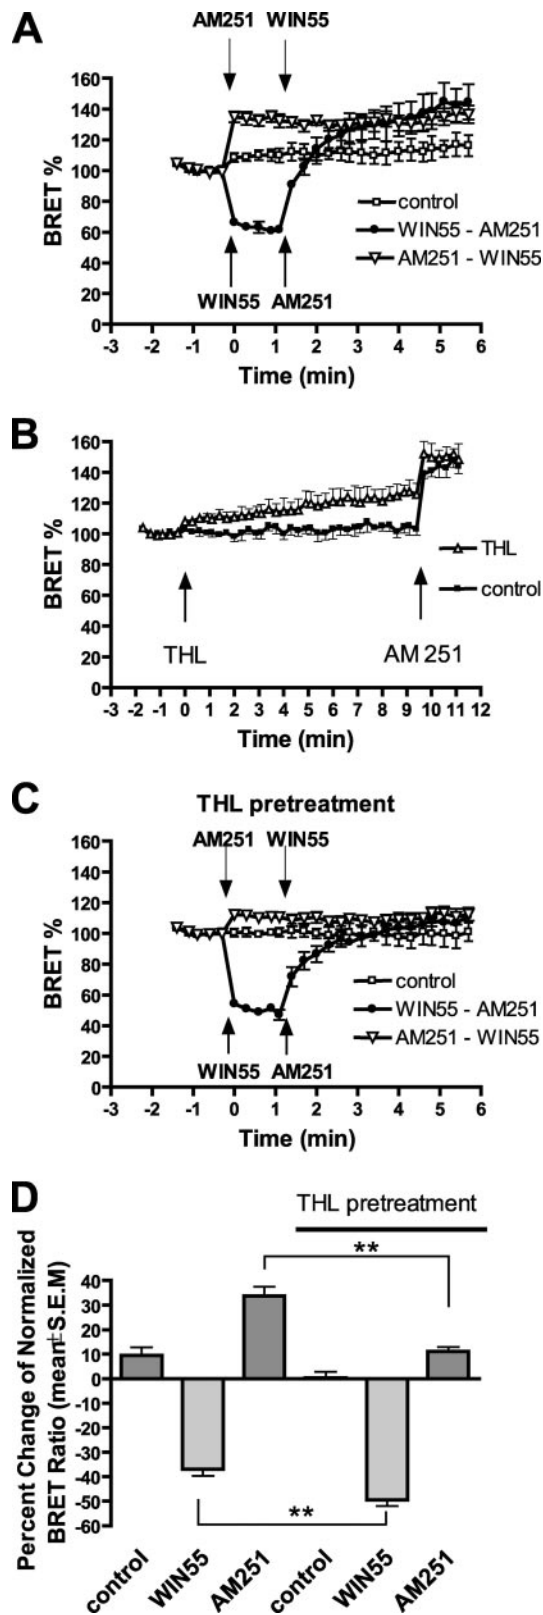 A
AM251 WIN55
160
140
120
100
80
60
40
20
0
BRET %
control
WIN55 - AM251
AM251 - WIN55
WIN55 AM251
-3 -2 -1 0 1 2 3 4 5 6
Time (min)
B
160
140
120
100
80
60
40
20
0
BRET %
THL
control
THL AM 251
-3 -2 -1 0 1 2 3 4 5 6 7 8 9 10 11 12
Time (min)
C
THL pretreatment
AM251 WIN55
160
140
120
100
80
60
40
20
0
BRET %
control
WIN55 - AM251
AM251 - WIN55
WIN55 AM251
-3 -2 -1 0 1 2 3 4 5 6
Time (min)
D
THL pretreatment
**
40
30
20
10
0
-10
-20
-30
-40
-50
-60
Percent Change of Normalized
BRET Ratio (mean±S.E.M)
**
control WIN55 AM251 control WIN55 AM251